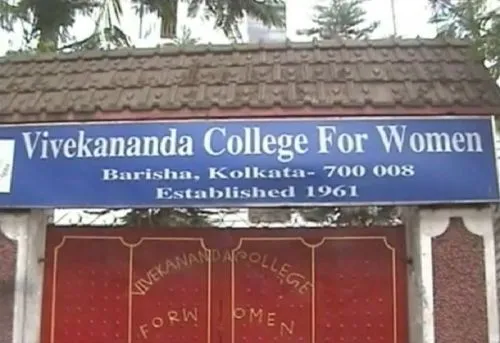 Vivekananda College For Women
Barisha, Kolkata- 700 008
Established 1961
VIVEKANANDA COLLEGE
FOR WOMEN